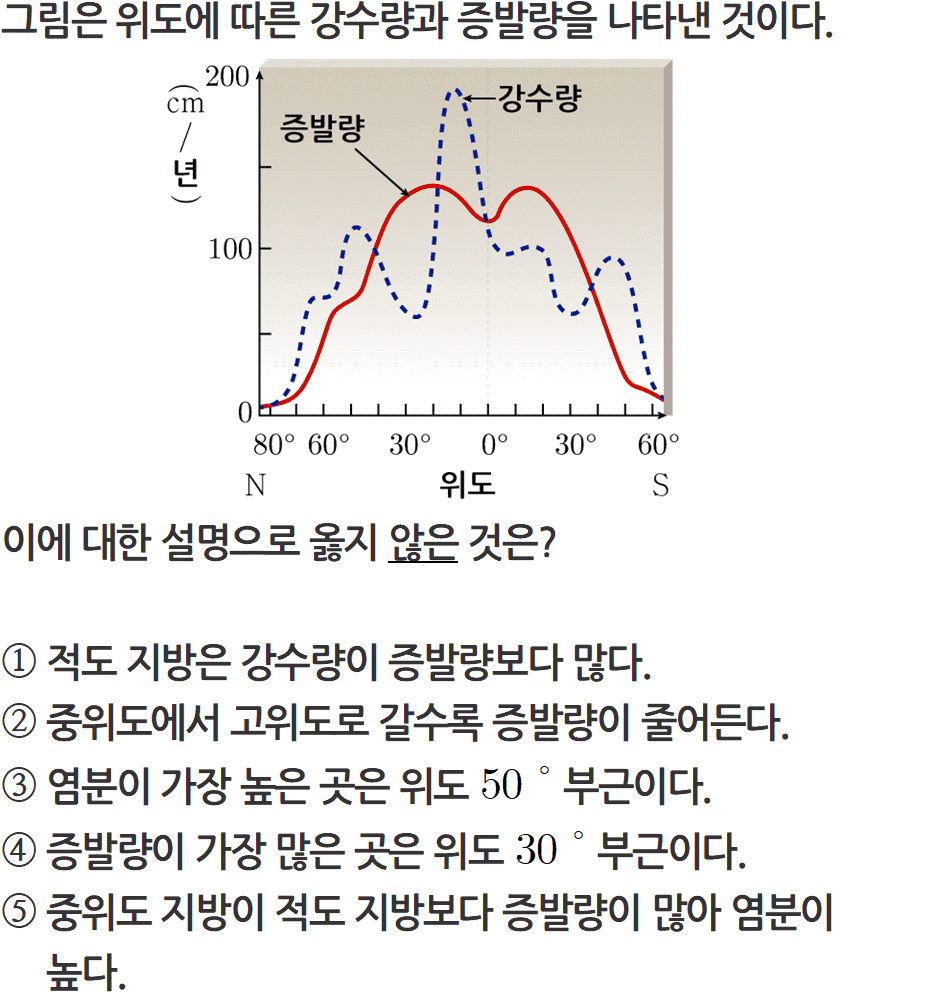 그림은 위도에 따른 강수량과 증발량을 나타낸 것이다.
200
(cm/년)
강수량
증발량
100
0
80° 60° 30° 0° 30° 60°
N 위도 S
이에 대한 설명으로 옳지 않은 것은?
① 적도 지방은 강수량이 증발량보다 많다.
② 중위도에서 고위도로 갈수록 증발량이 줄어든다.
③ 염분이 가장 높은 곳은 위도 50° 부근이다.
④ 증발량이 가장 많은 곳은 위도 30° 부근이다.
⑤ 중위도 지방이 적도 지방보다 증발량이 많아 염분이
높다.